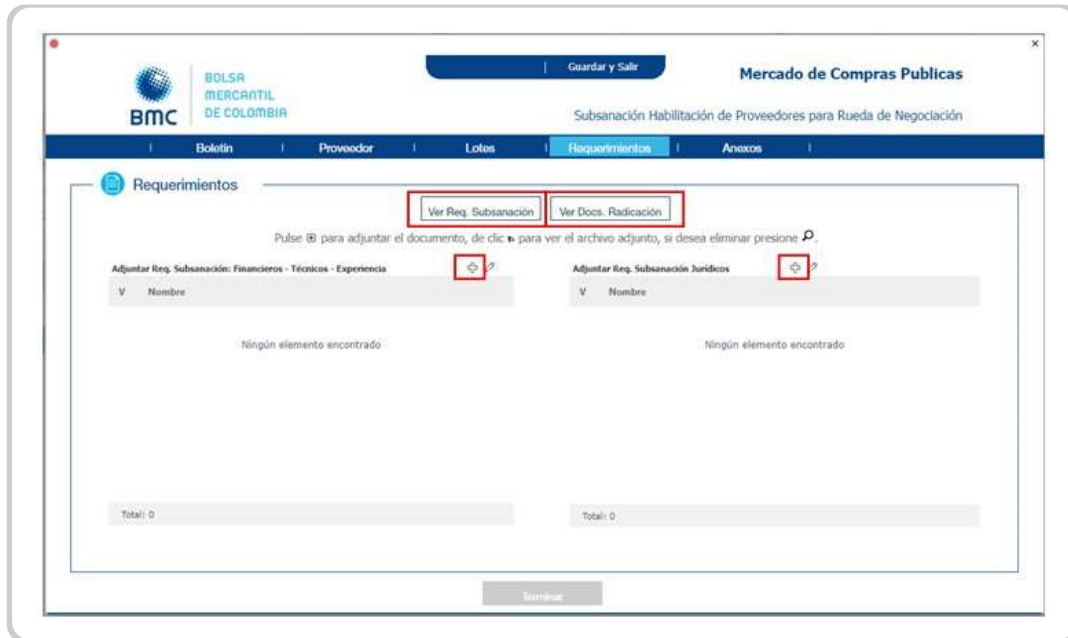 BMC
BOLSA
MERCANTIL
DE COLOMBIA
| Guardar y Salir
Mercado de Compras Publicas
Subsanación Habilitación de Proveedores para Rueda de Negociación
| Boletin | Proveedor | Lotes | Requerimientos | Anexos |
Requerimientos
Ver Req. Subsanación
Ver Docs. Radicación
Pulse para adjuntar el documento, de clic para ver el archivo adjunto, si desea eliminar presione .
Adjuntar Req. Subsanación: Financieros - Técnicos - Experiencia
V Nombre
Ningún elemento encontrado
Total: 0
Adjuntar Req. Subsanación Jurídicos
V Nombre
Ningún elemento encontrado
Total: 0
Terminar